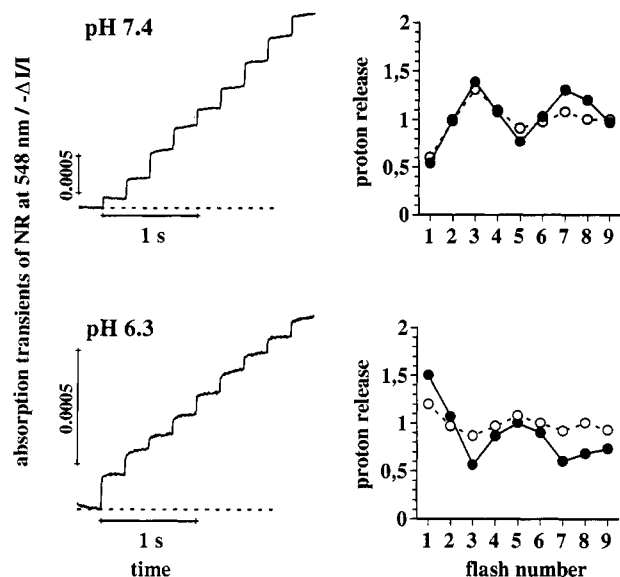 absorption transients of NR at 548 nm / -Δ I/I
pH 7.4
0.0005
1 s
proton release
2
1,5
1
0,5
0
1 2 3 4 5 6 7 8 9
pH 6.3
0.0005
1 s
time
proton release
2
1,5
1
0,5
0
1 2 3 4 5 6 7 8 9
flash number